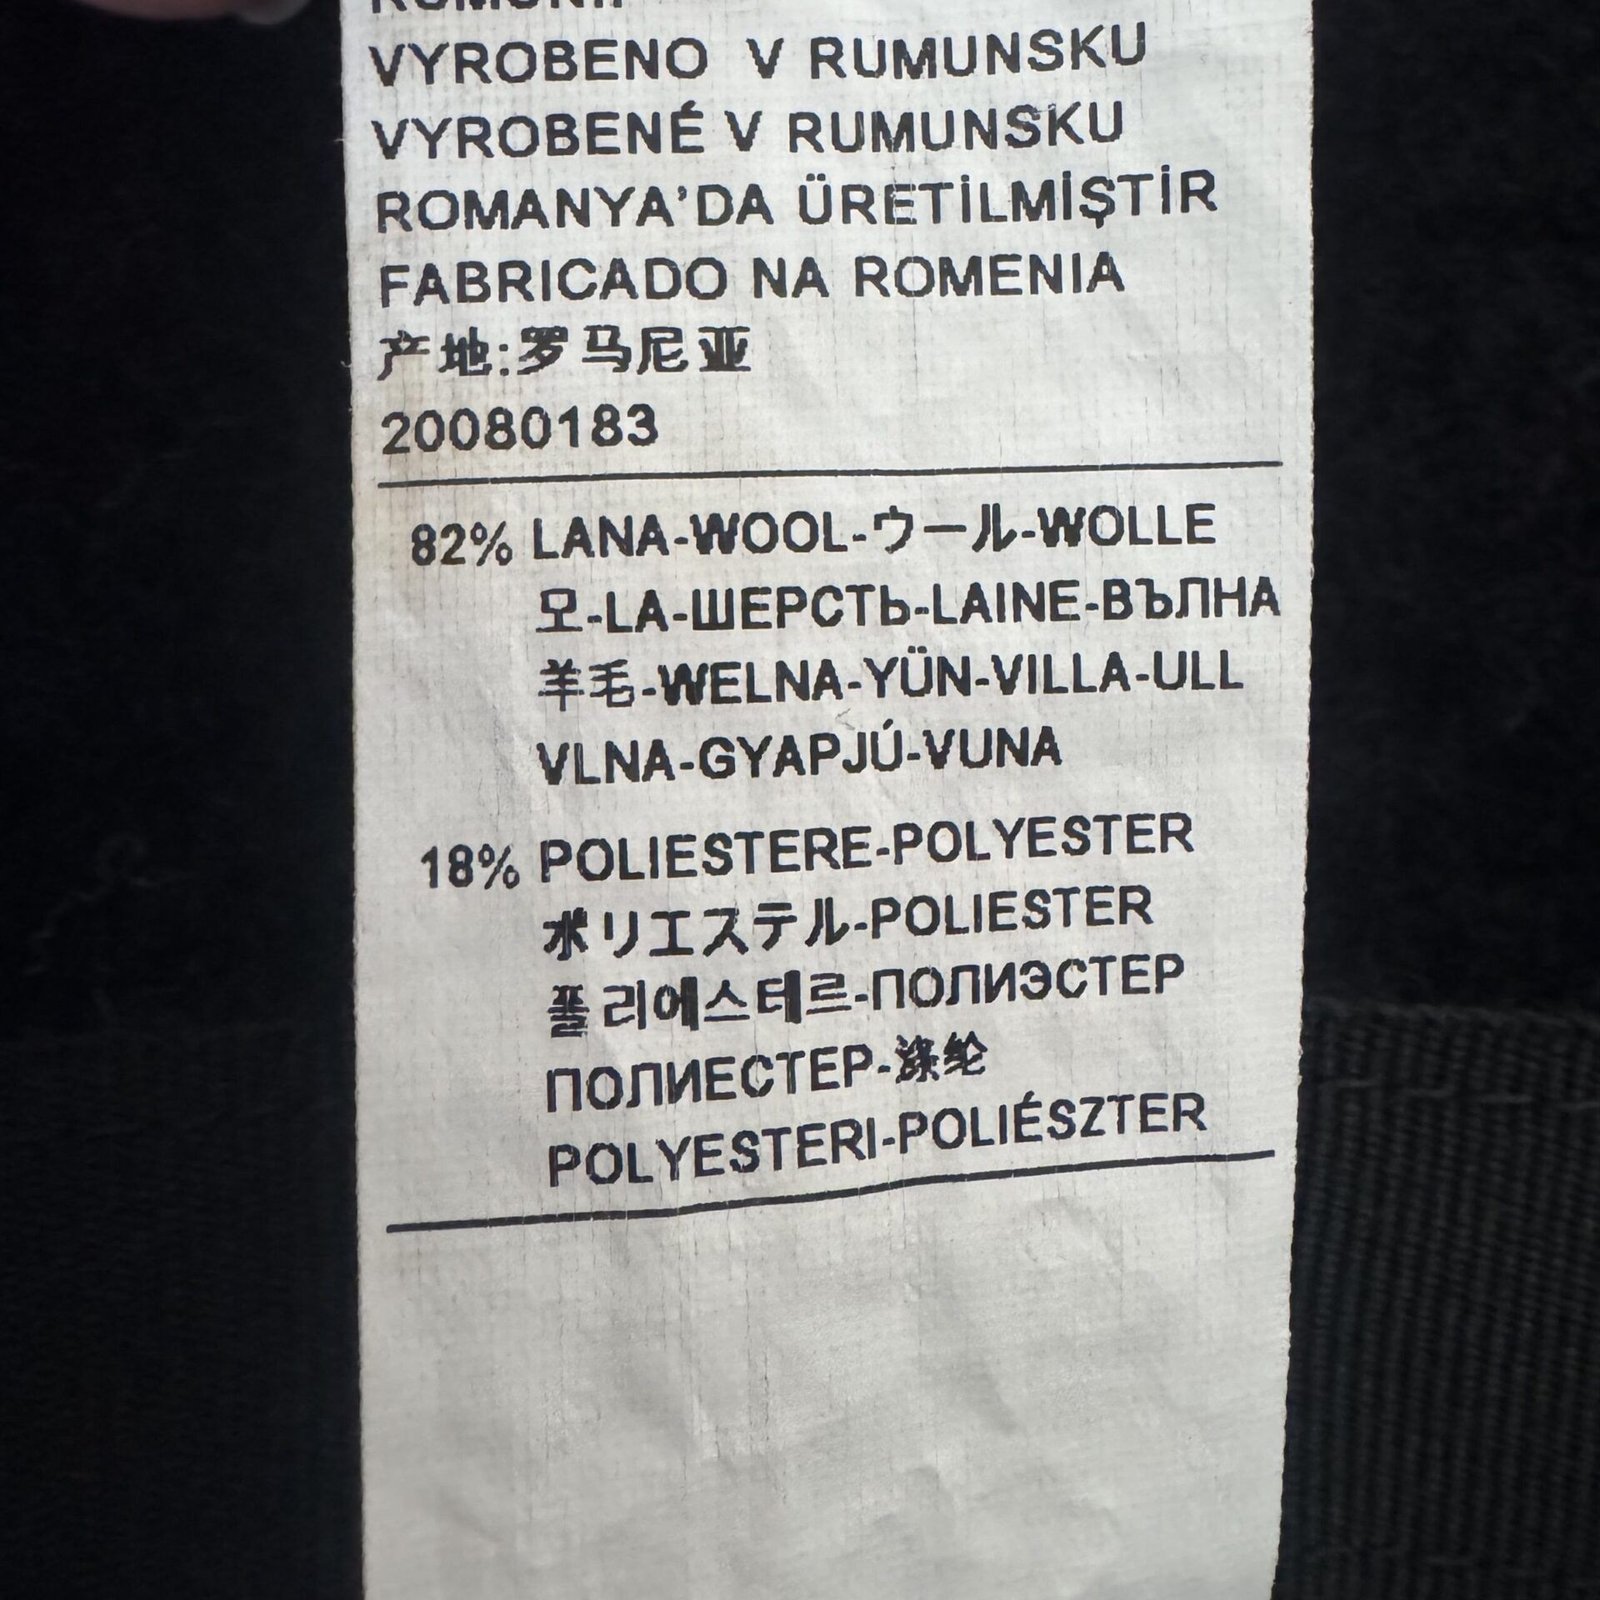 VYROBENO V RUMUNSKU
VYROBENÉ V RUMUNSKU
ROMANYA'DA ÜRETİLMİŞTİR
FABRICADO NA ROMENIA
产地:罗马尼亚
20080183
82% LANA-WOOL-ウール-WOLLE
모-LA-ШЕРСТЬ-LAINE-ВЪЛНА
羊毛-WELNA-YÜN-VILLA-ULL
VLNA-GYAPJÚ-VUNA
18% POLIESTERE-POLYESTER
ポリエステル-POLIESTER
폴리에스테르-ПОЛИЭСТЕР
ПОЛИЕСТЕР-涤纶
POLYESTERI-POLIÉSZTER